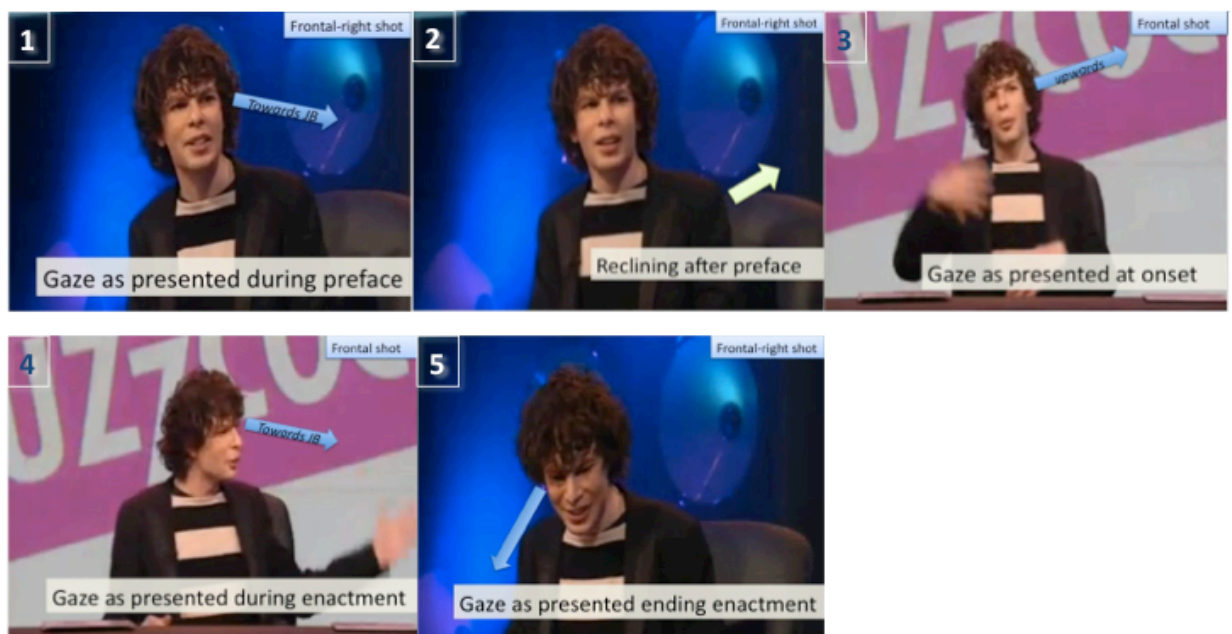 1
Frontal-right shot
Towards JB
Gaze as presented during preface
2
Frontal-right shot
Reclining after preface
3
Frontal shot
UZZCOC
upwards
Gaze as presented at onset
4
Frontal shot
UZZCOC
Towards JB
Gaze as presented during enactment
5
Frontal-right shot
Gaze as presented ending enactment